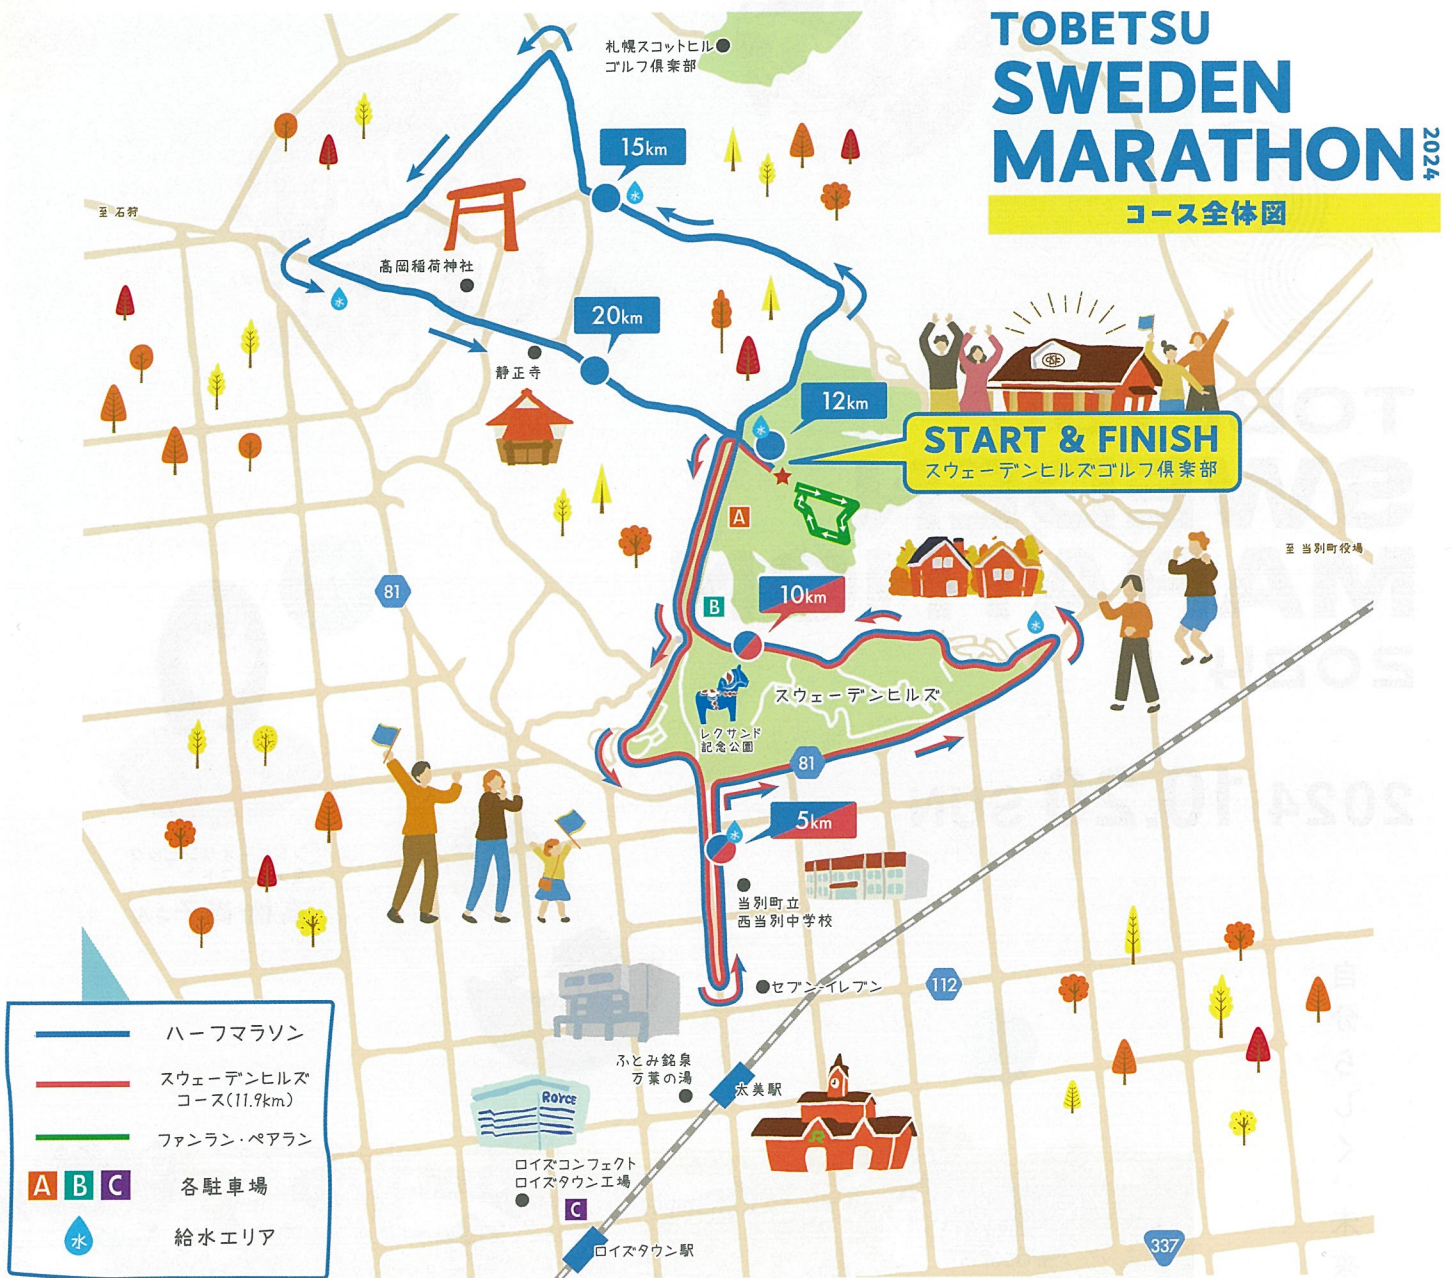 TOBETSU
SWEDEN
MARATHON
2024
コース全体図
札幌スコットヒル
ゴルフ倶楽部
15km
至 石狩
高岡稲荷神社
20km
静正寺
12km
水
水
水
START & FINISH
スウェーデンヒルズゴルフ倶楽部
A
至 当別町役場
81
B
10km
水
スウェーデンヒルズ
レクサンド
記念公園
81
5km
水
当別町立
西当別中学校
セブン-イレブン
112
ふとみ銘泉
万葉の湯
太美駅
ROYCE
JR
ロイズコンフェクト
ロイズタウン工場
C
ロイズタウン駅
337
ハーフマラソン
スウェーデンヒルズ
コース(11.9km)
ファンラン・ペアラン
A B C 各駐車場
水 給水エリア